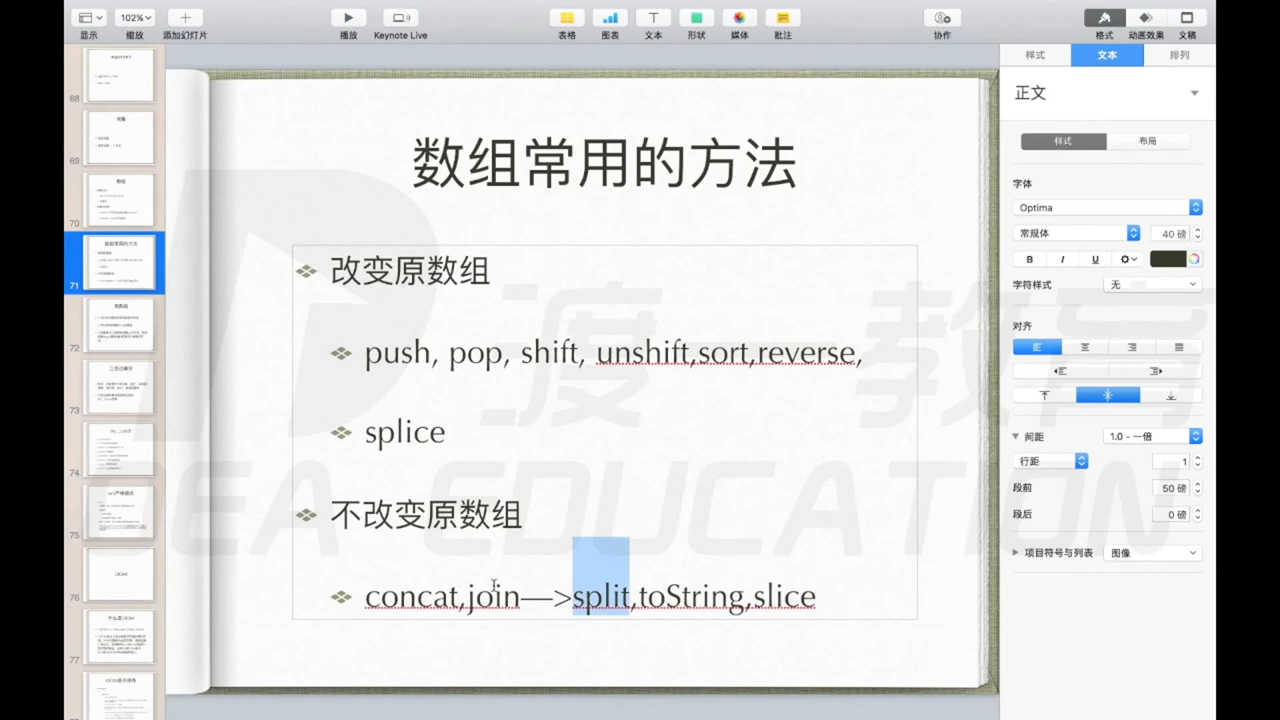 显示
102%
缩放
添加幻灯片
播放
Keynote Live
表格
图表
文本
形状
媒体
批注
协作
格式
动画效果
文稿
68
69
70
71
72
73
74
75
76
77
数组常用的方法
改变原数组
push, pop, shift, unshift,sort,reverse,
splice
不改变原数组
concat,join—>split,toString,slice
度教育
DEA EDUCATION
样式
文本
排列
正文
样式
布局
字体
Optima
常规体
40 磅
B I U
字符样式
无
对齐
间距
1.0 - 一倍
行距
1
段前
50 磅
段后
0 磅
项目符号与列表
图像